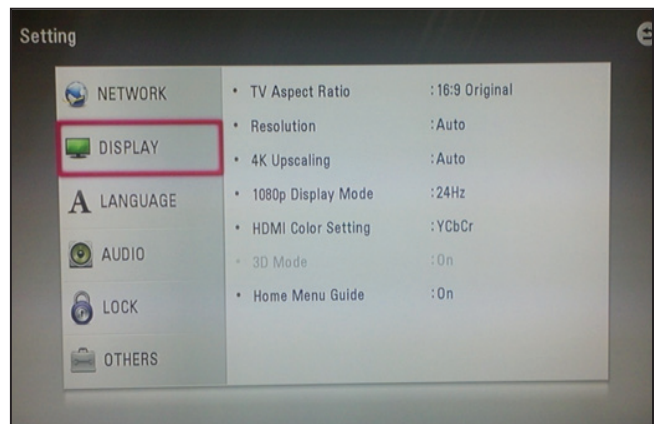 Setting
NETWORK
DISPLAY
A LANGUAGE
AUDIO
LOCK
OTHERS
• TV Aspect Ratio :16:9 Original
• Resolution :Auto
• 4K Upscaling :Auto
• 1080p Display Mode :24Hz
• HDMI Color Setting :YCbCr
• 3D Mode :On
• Home Menu Guide :On